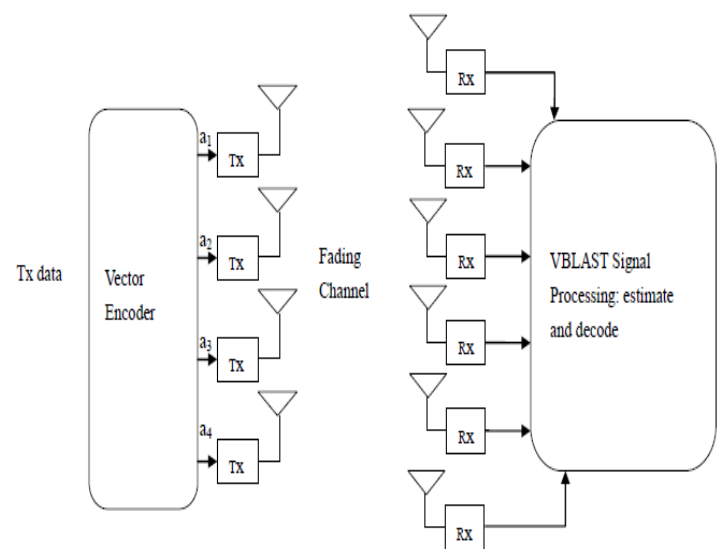 Tx data
Vector
Encoder
a1
Tx
a2
Tx
a3
Tx
a4
Tx
Fading
Channel
Rx
Rx
Rx
Rx
Rx
Rx
VBLAST Signal
Processing: estimate
and decode